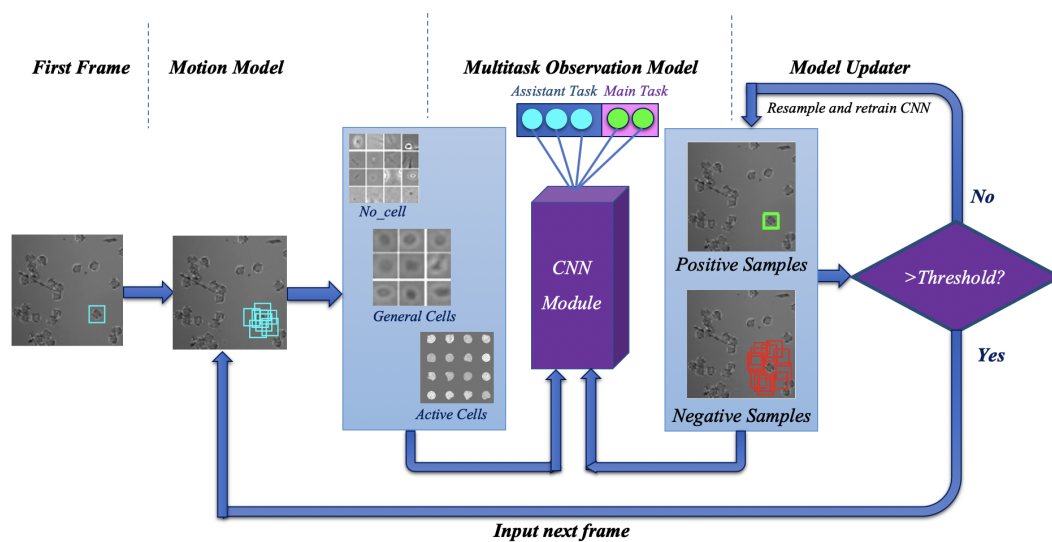 First Frame
Motion Model
Multitask Observation Model
Model Updater
Assistant Task
Main Task
Resample and retrain CNN
No_cell
General Cells
Active Cells
CNN
Module
Positive Samples
Negative Samples
>Threshold?
No
Yes
Input next frame